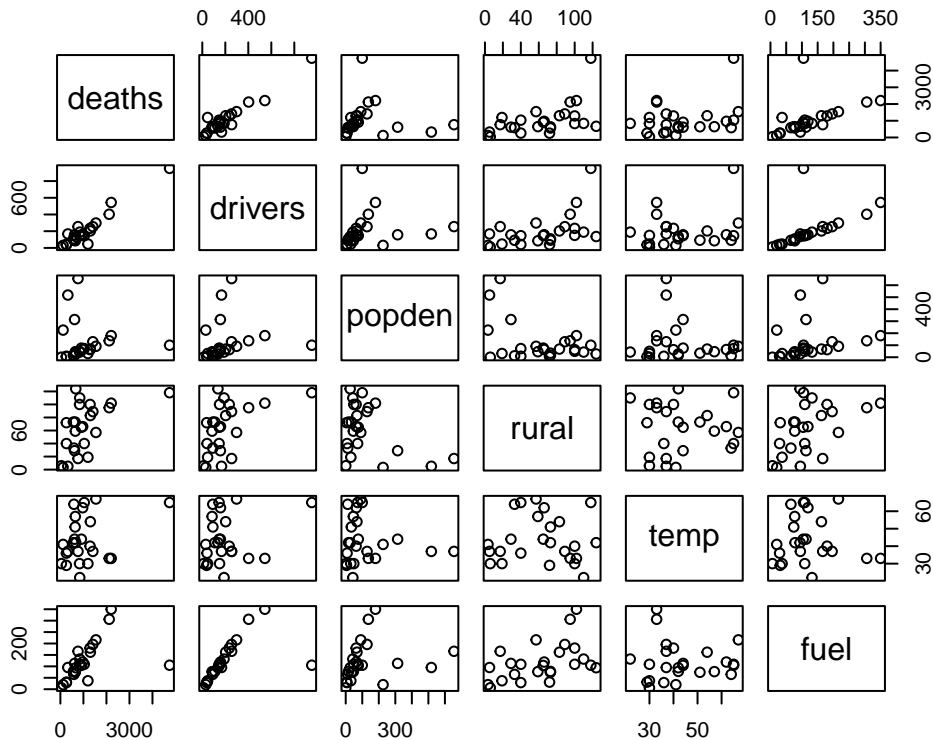 0 400 0 40 100 0 150 350
deaths 0 3000
0 600 drivers
popden 0 400
0 60 rural
temp 30 60
0 200 fuel
0 3000 0 300 30 50